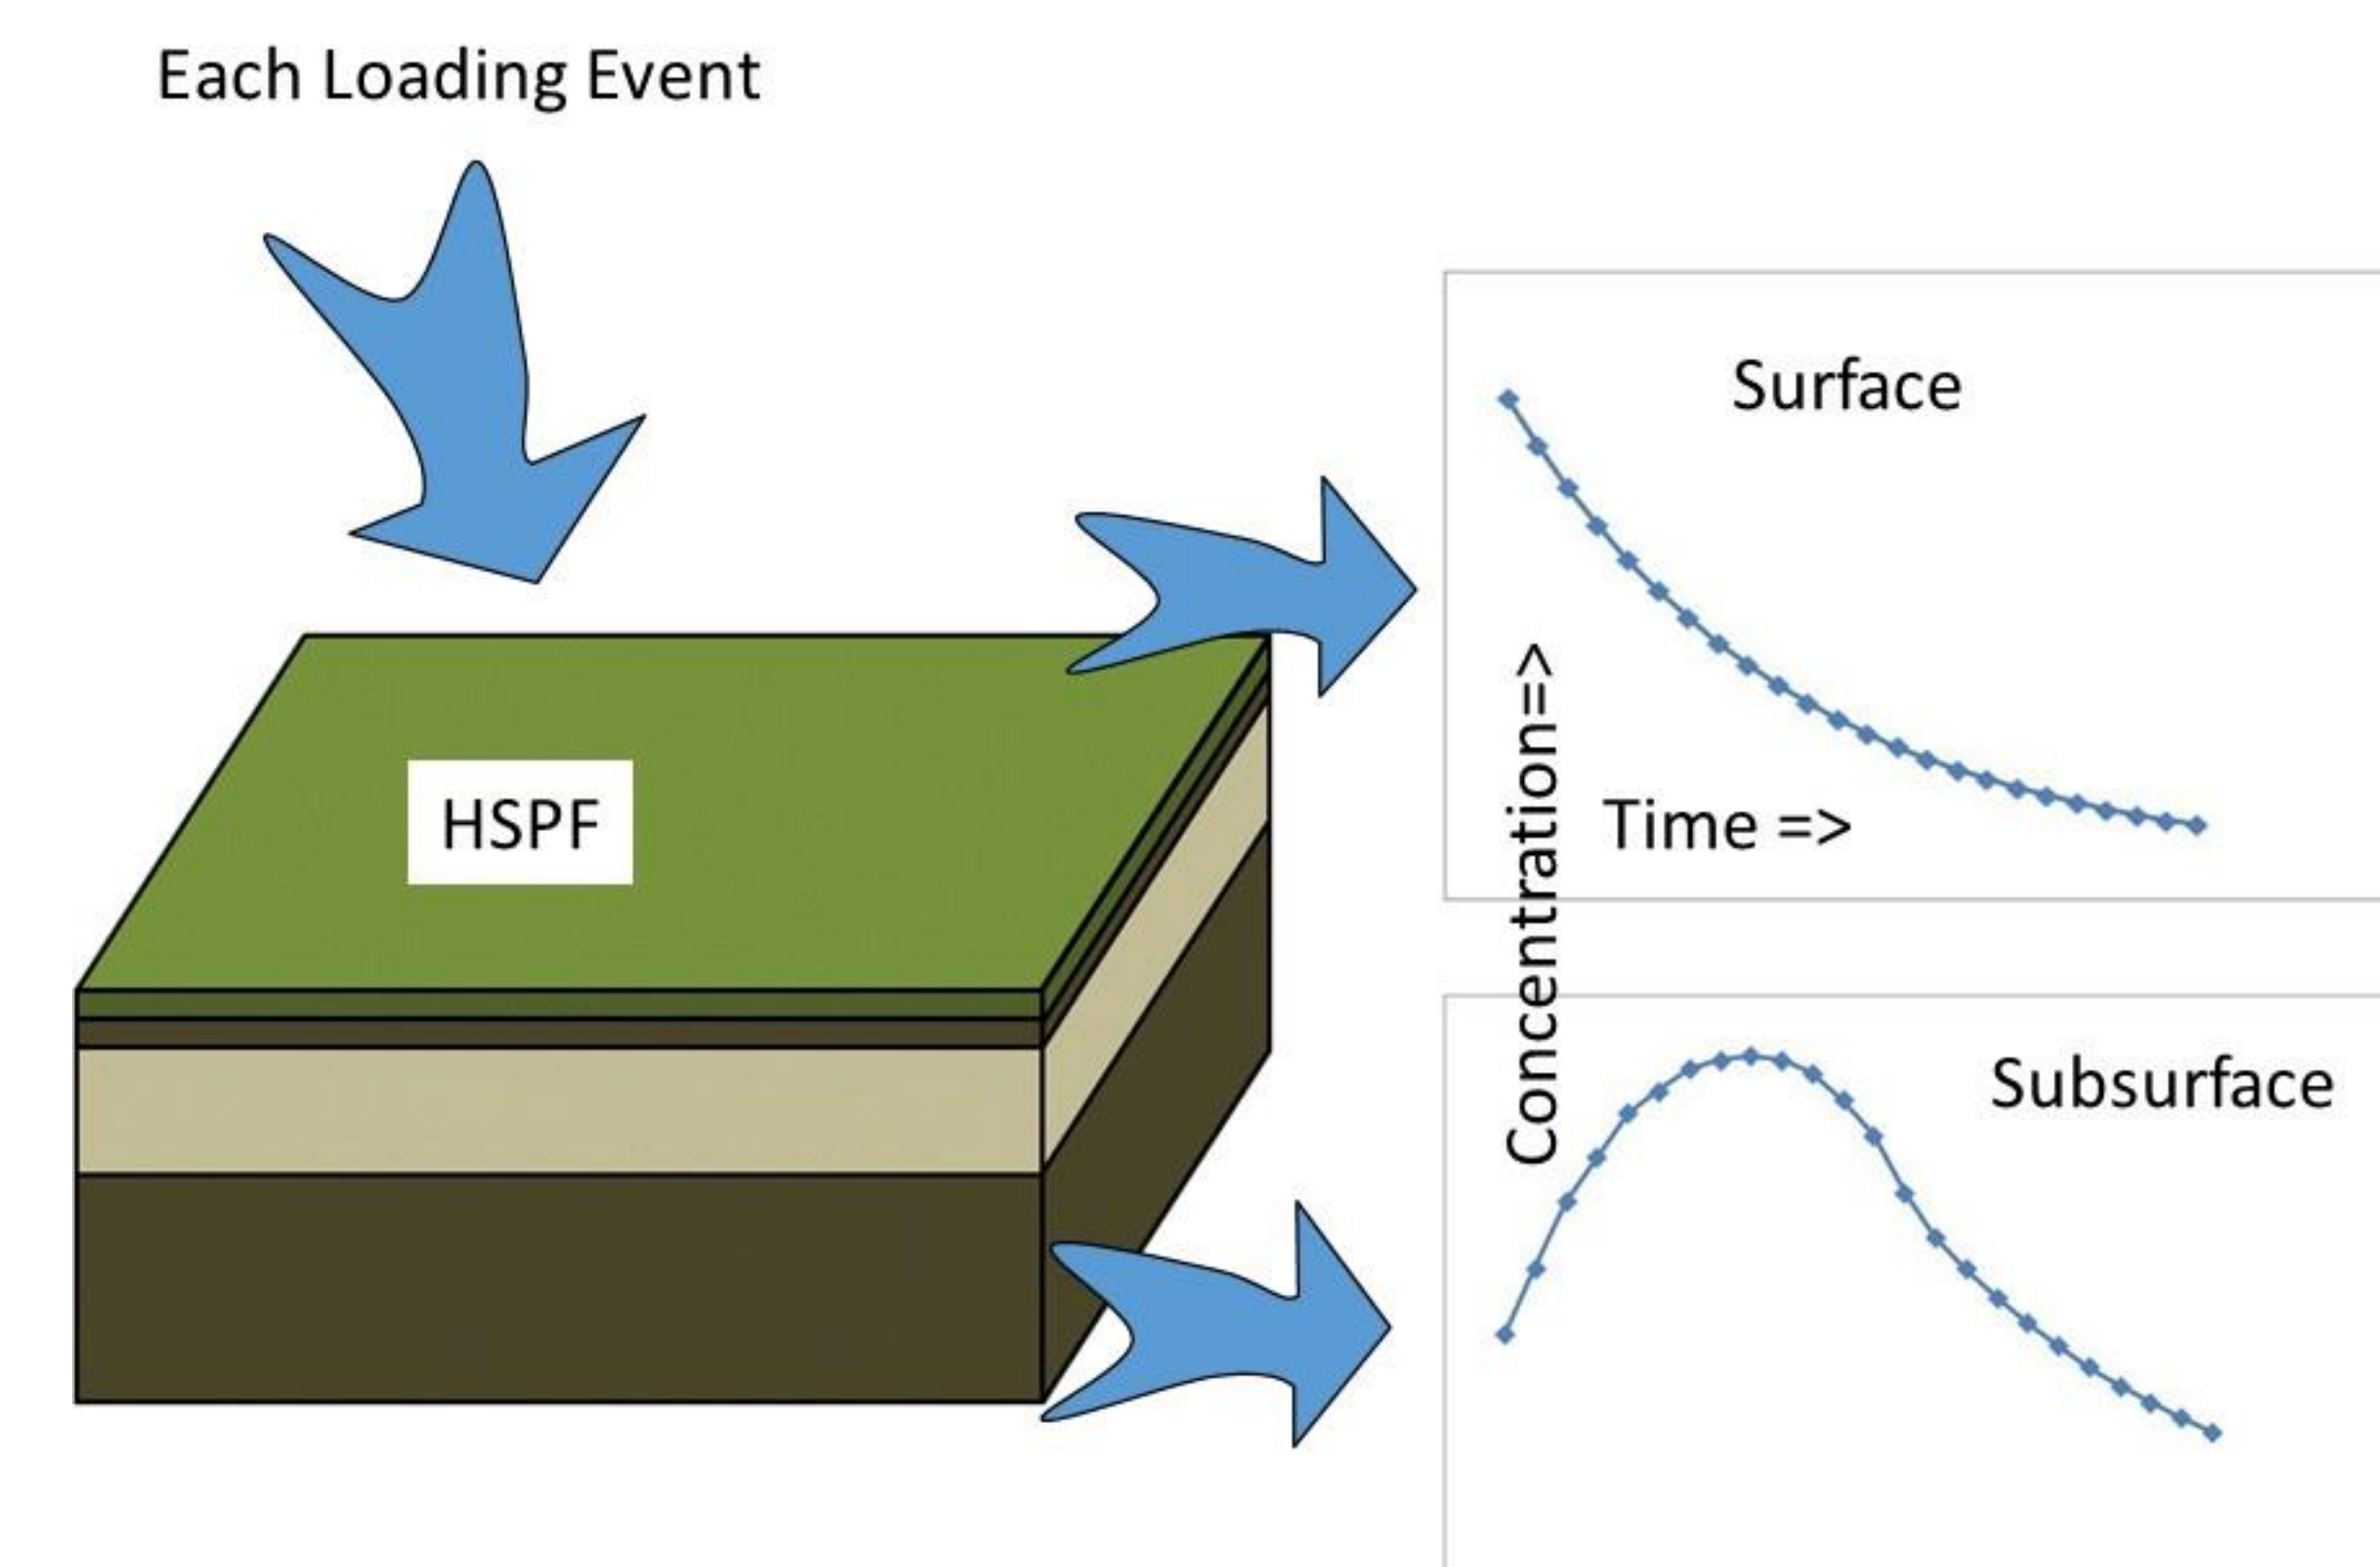 Each Loading Event
HSPF
Surface
Concentration=>
Time =>
Subsurface